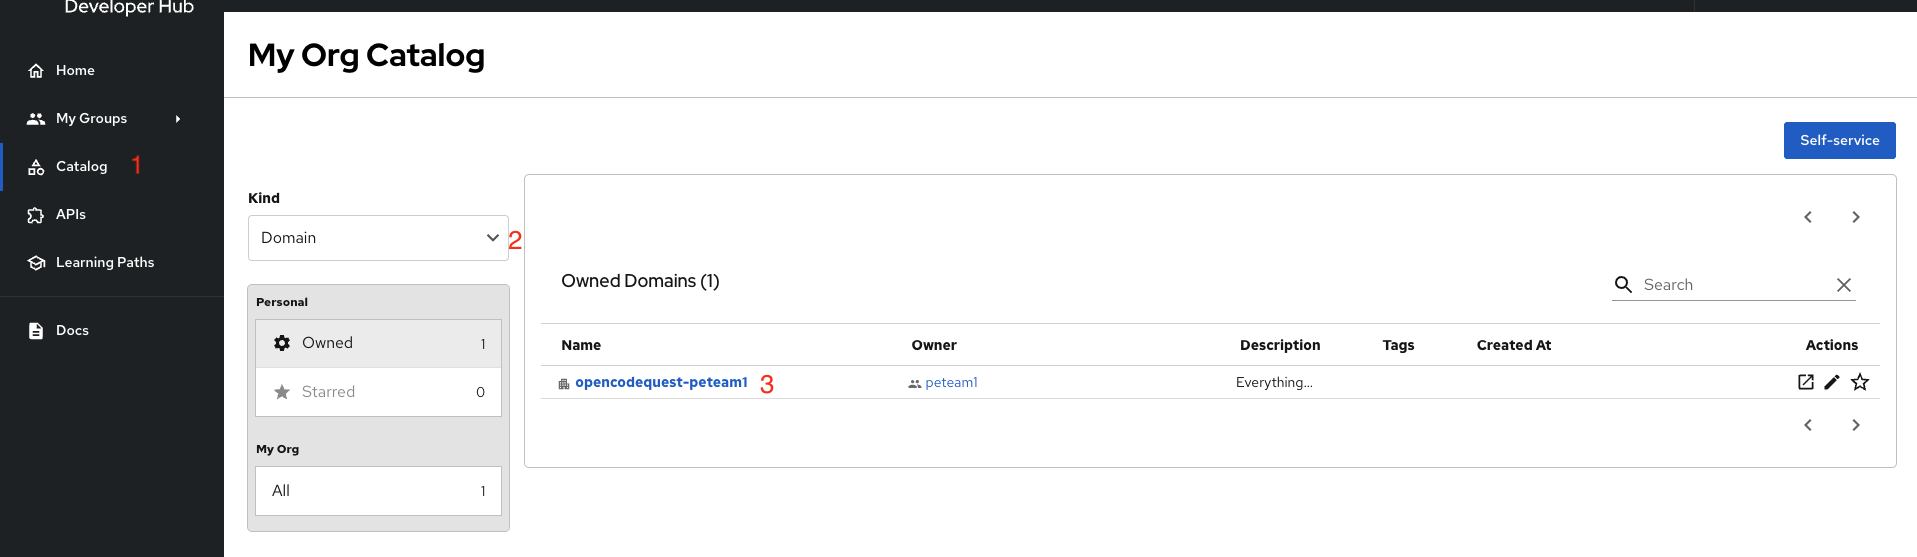 Developer Hub
Home
My Groups
Catalog 1
APIs
Learning Paths
Docs
My Org Catalog
Self-service
Kind
Domain 2
Personal
Owned 1
Starred 0
My Org
All 1
Owned Domains (1)
Search
Name Owner Description Tags Created At Actions
opencodequest-peteam1 3 peteam1 Everything...